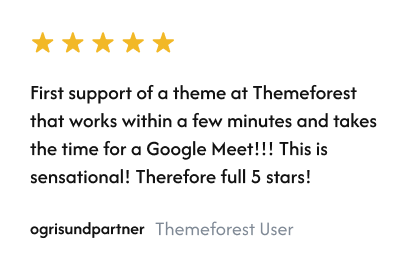 First support of a theme at Themeforest
that works within a few minutes and takes
the time for a Google Meet!!! This is
sensational! Therefore full 5 stars!
ogrisundpartner Themeforest User